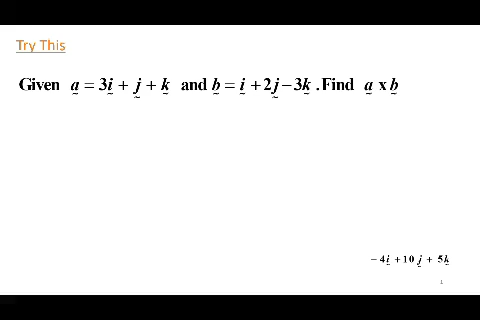 Try This
Given a = 3i + j + k and b = i + 2j − 3k . Find a x b
− 4i + 10 j + 5k